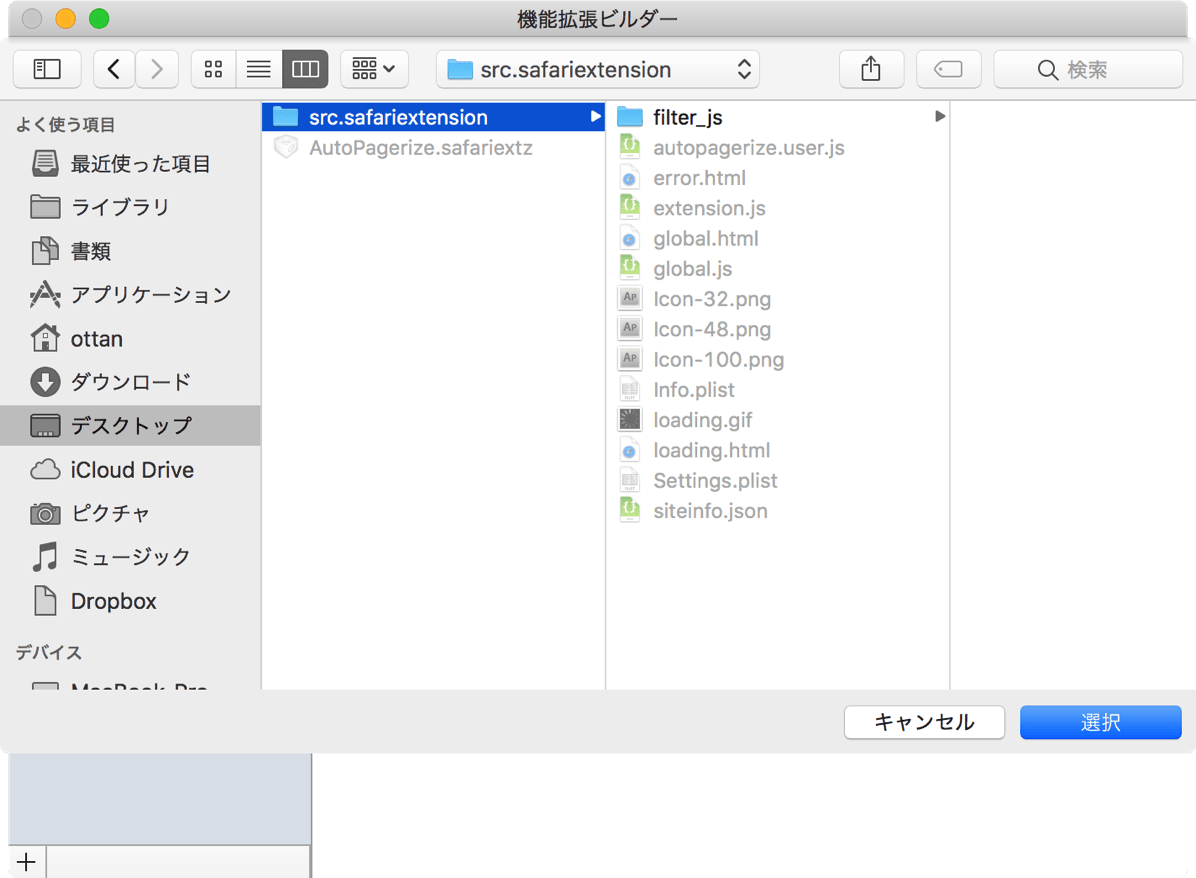 機能拡張ビルダー
src.safariextension
検索
よく使う項目
最近使った項目
ライブラリ
書類
アプリケーション
ottan
ダウンロード
デスクトップ
iCloud Drive
ピクチャ
ミュージック
Dropbox
デバイス
MacBook Pro
src.safariextension
AutoPagerize.safariextz
filter_js
autopagerize.user.js
error.html
extension.js
global.html
global.js
Icon-32.png
Icon-48.png
Icon-100.png
Info.plist
loading.gif
loading.html
Settings.plist
siteinfo.json
キャンセル
選択